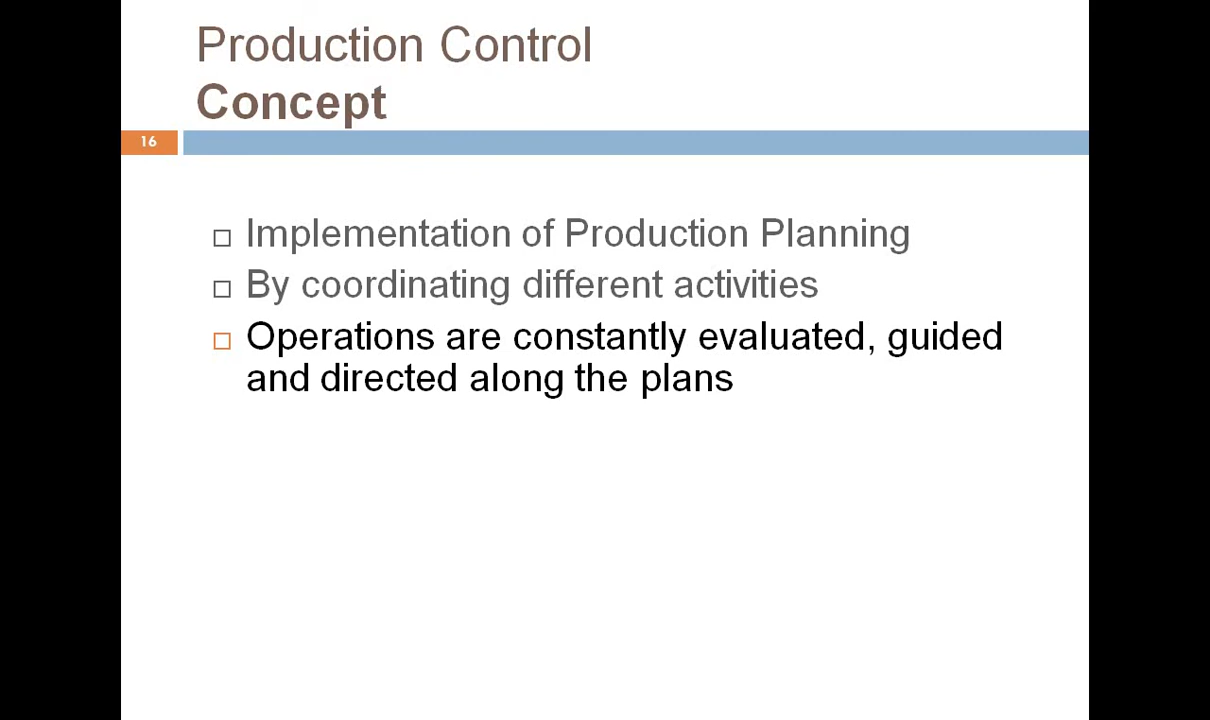 Production Control
Concept
16
Implementation of Production Planning
By coordinating different activities
Operations are constantly evaluated, guided
and directed along the plans